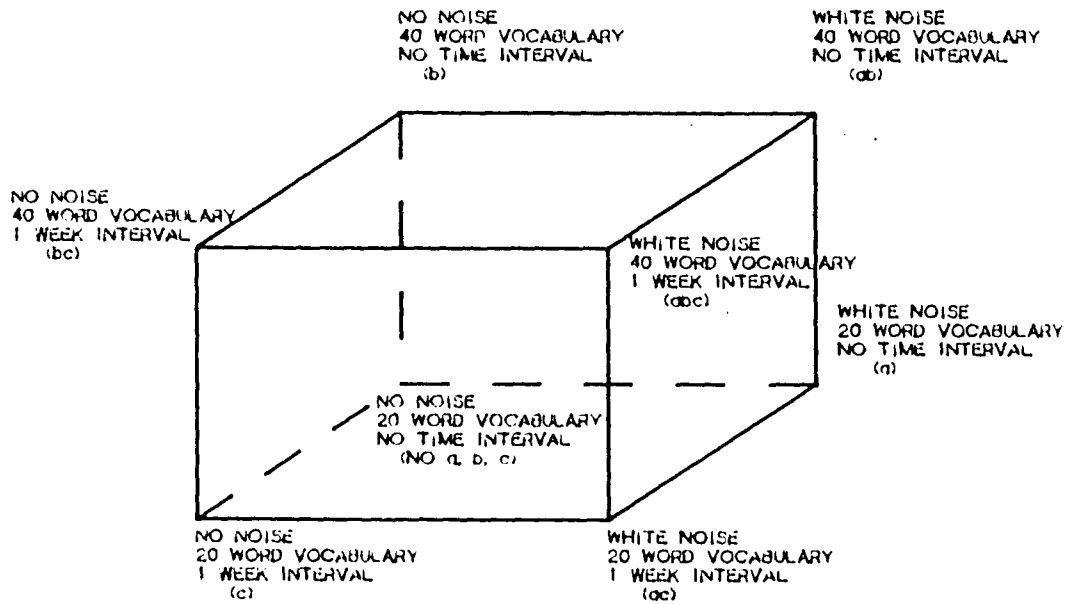 NO NOISE
40 WORD VOCABULARY
NO TIME INTERVAL
(b)
WHITE NOISE
40 WORD VOCABULARY
NO TIME INTERVAL
(ab)
NO NOISE
40 WORD VOCABULARY
1 WEEK INTERVAL
(bc)
WHITE NOISE
40 WORD VOCABULARY
1 WEEK INTERVAL
(abc)
WHITE NOISE
20 WORD VOCABULARY
NO TIME INTERVAL
(a)
NO NOISE
20 WORD VOCABULARY
NO TIME INTERVAL
(NO a, b, c)
NO NOISE
20 WORD VOCABULARY
1 WEEK INTERVAL
(c)
WHITE NOISE
20 WORD VOCABULARY
1 WEEK INTERVAL
(ac)